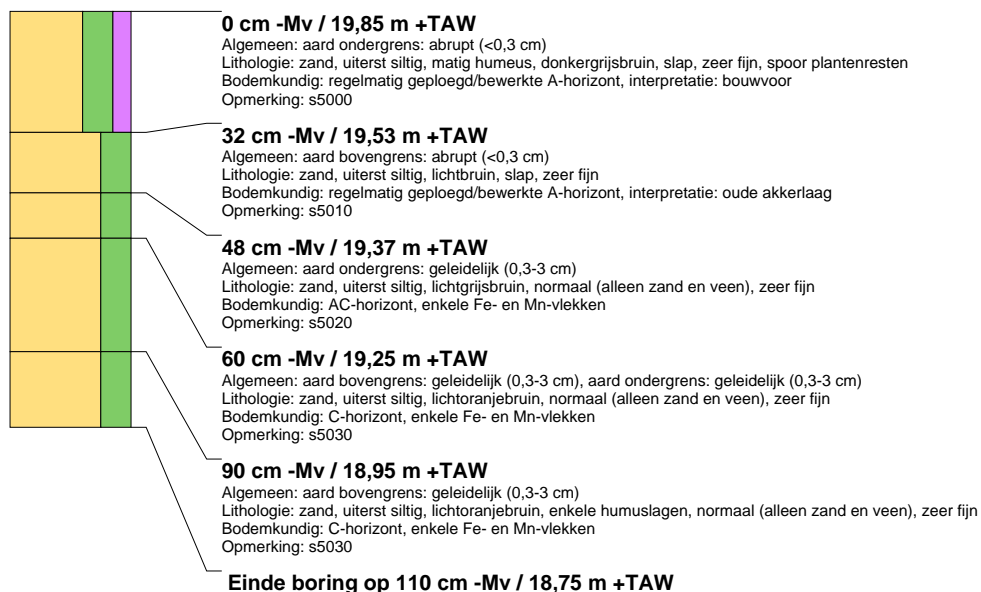 0 cm -Mv / 19,85 m +TAW
Algemeen: aard ondergrens: abrupt (<0,3 cm)
Lithologie: zand, uiterst siltig, matig humeus, donkergrijsbruin, slap, zeer fijn, spoor plantenresten
Bodemkundig: regelmatig geploegd/bewerkte A-horizont, interpretatie: bouwvoor
Opmerking: s5000
32 cm -Mv / 19,53 m +TAW
Algemeen: aard bovengrens: abrupt (<0,3 cm)
Lithologie: zand, uiterst siltig, lichtbruin, slap, zeer fijn
Bodemkundig: regelmatig geploegd/bewerkte A-horizont, interpretatie: oude akkerlaag
Opmerking: s5010
48 cm -Mv / 19,37 m +TAW
Algemeen: aard ondergrens: geleidelijk (0,3-3 cm)
Lithologie: zand, uiterst siltig, lichtgrijsbruin, normaal (alleen zand en veen), zeer fijn
Bodemkundig: AC-horizont, enkele Fe- en Mn-vlekken
Opmerking: s5020
60 cm -Mv / 19,25 m +TAW
Algemeen: aard bovengrens: geleidelijk (0,3-3 cm), aard ondergrens: geleidelijk (0,3-3 cm)
Lithologie: zand, uiterst siltig, lichtoranjebruin, normaal (alleen zand en veen), zeer fijn
Bodemkundig: C-horizont, enkele Fe- en Mn-vlekken
Opmerking: s5030
90 cm -Mv / 18,95 m +TAW
Algemeen: aard bovengrens: geleidelijk (0,3-3 cm)
Lithologie: zand, uiterst siltig, lichtoranjebruin, enkele humuslagen, normaal (alleen zand en veen), zeer fijn
Bodemkundig: C-horizont, enkele Fe- en Mn-vlekken
Opmerking: s5030
Einde boring op 110 cm -Mv / 18,75 m +TAW